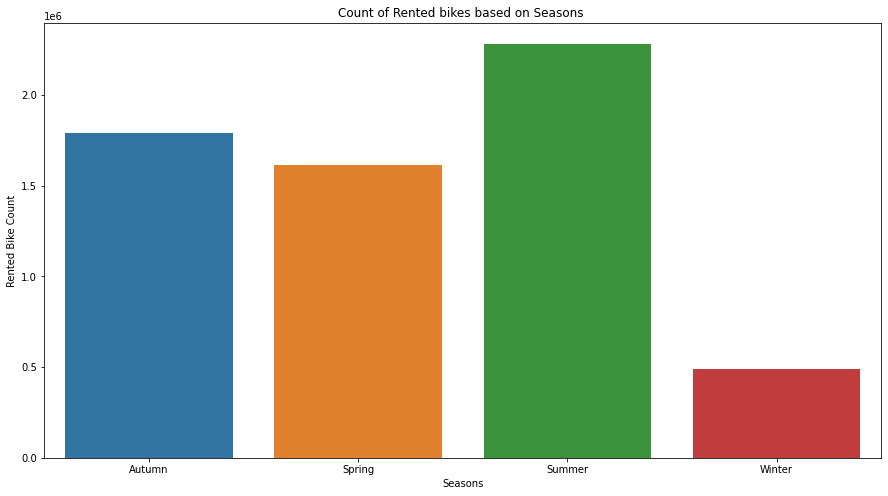 Count of Rented bikes based on Seasons
1e6
2.0
1.5
1.0
0.5
0.0
Rented Bike Count
Autumn Spring Summer Winter
Seasons